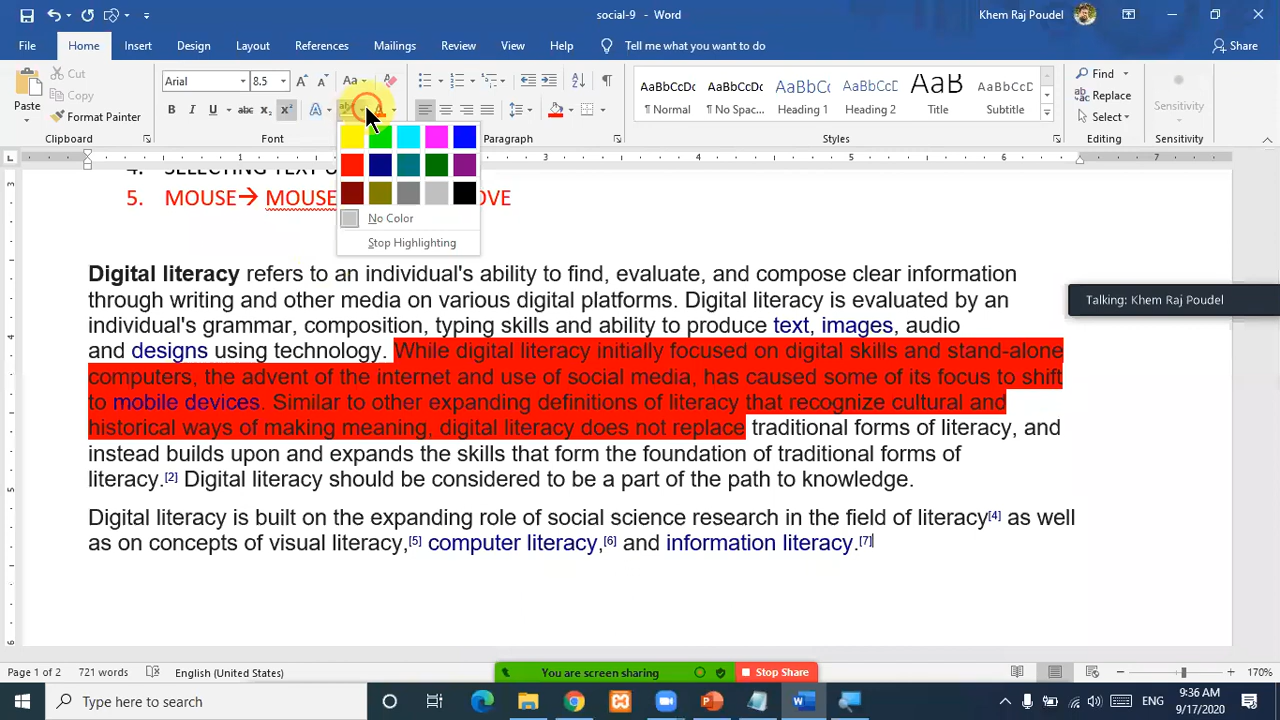 social-9 - Word
Khem Raj Poudel
File Home Insert Design Layout References Mailings Review View Help Tell me what you want to do Share
Paste
Cut
Copy
Format Painter
Clipboard
Arial 8.5 Aa
B I U abc X₂ X² A
Font
Paragraph
AaBbCcDc AaBbCcDc AaBbC AaBbCcD AaB AaBbCcDc
¶ Normal ¶ No Spac... Heading 1 Heading 2 Title Subtitle
Styles
Find
Replace
Select
Editing
Sensitivity
Sensitivity
No Color
Stop Highlighting
1 3 4 5 6 7
5. MOUSE→ MOUSE
Digital literacy refers to an individual's ability to find, evaluate, and compose clear information
through writing and other media on various digital platforms. Digital literacy is evaluated by an
individual's grammar, composition, typing skills and ability to produce text, images, audio
and designs using technology. While digital literacy initially focused on digital skills and stand-alone
computers, the advent of the internet and use of social media, has caused some of its focus to shift
to mobile devices. Similar to other expanding definitions of literacy that recognize cultural and
historical ways of making meaning, digital literacy does not replace traditional forms of literacy, and
instead builds upon and expands the skills that form the foundation of traditional forms of
literacy.[2] Digital literacy should be considered to be a part of the path to knowledge.
Digital literacy is built on the expanding role of social science research in the field of literacy[4] as well
as on concepts of visual literacy,[5] computer literacy,[6] and information literacy.[7]
Talking: Khem Raj Poudel
Page 1 of 2 721 words English (United States)
You are screen sharing Stop Share
170%
Type here to search
ENG
9:36 AM
9/17/2020